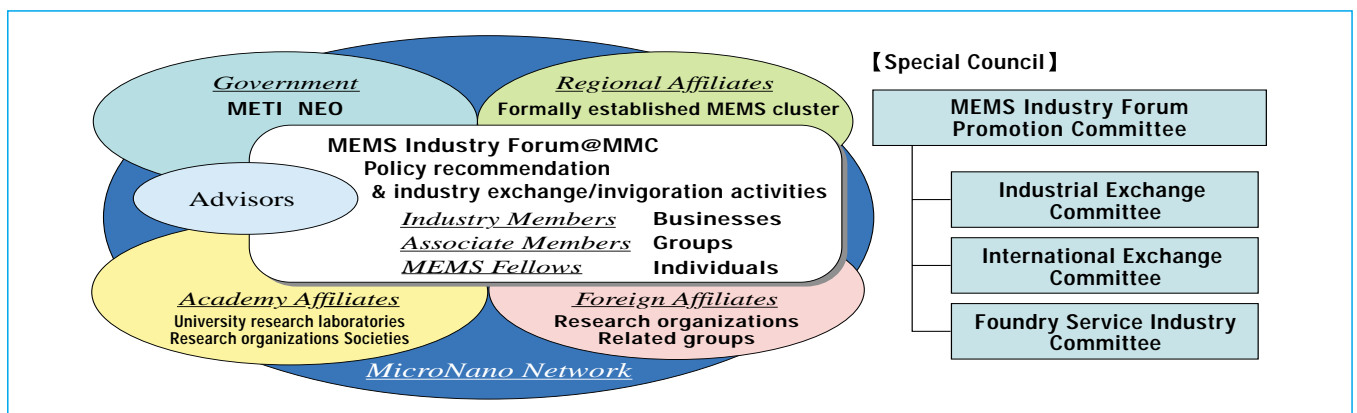 Government
METI NEO
Regional Affiliates
Formally established MEMS cluster
MEMS Industry Forum@MMC
Policy recommendation
& industry exchange/invigoration activities
Advisors
Industry Members Businesses
Associate Members Groups
MEMS Fellows Individuals
Academy Affiliates
University research laboratories
Research organizations Societies
Foreign Affiliates
Research organizations
Related groups
MicroNano Network
【Special Council】
MEMS Industry Forum
Promotion Committee
Industrial Exchange
Committee
International Exchange
Committee
Foundry Service Industry
Committee